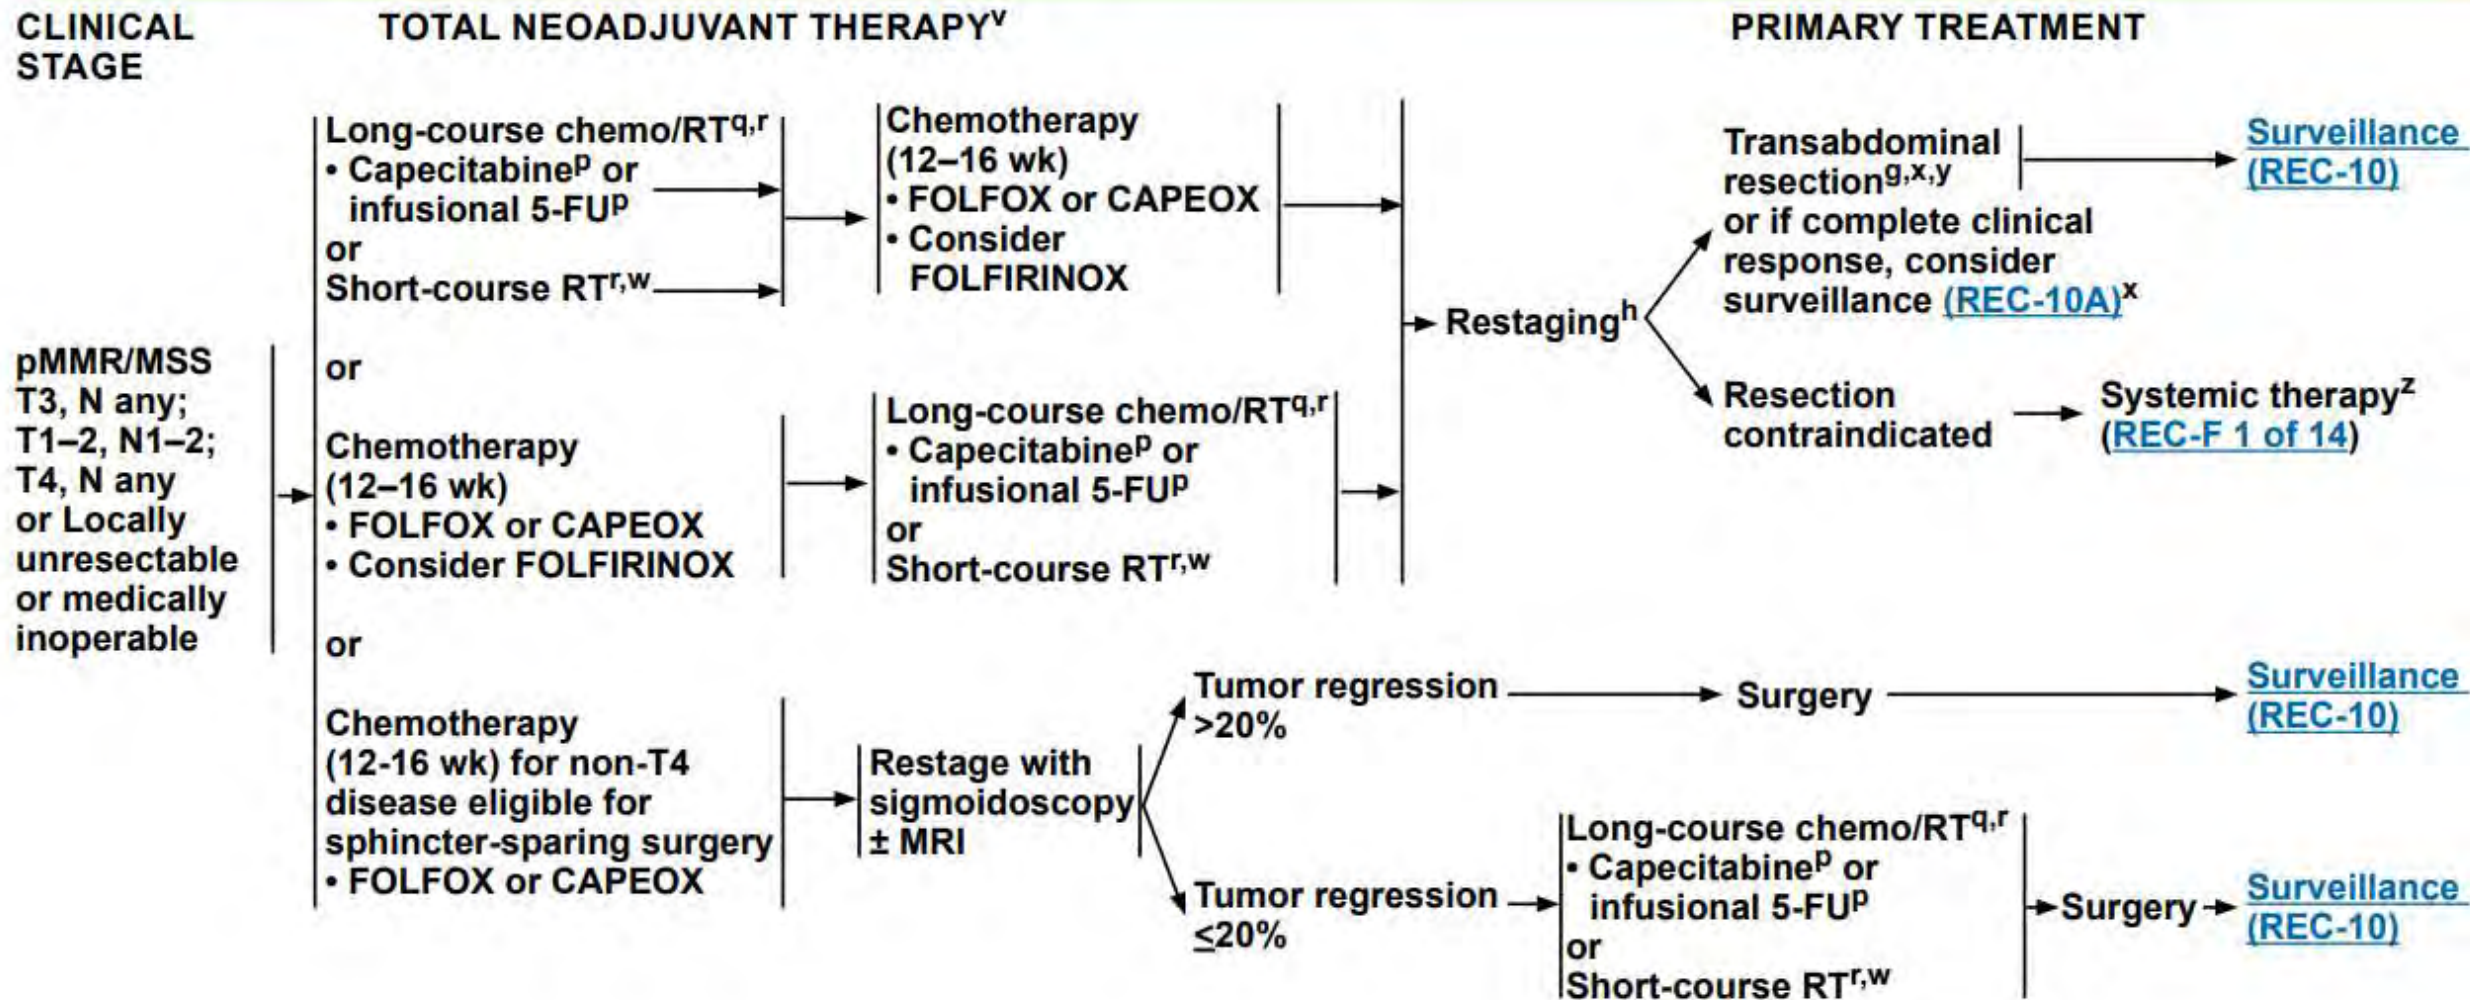 CLINICAL
STAGE
TOTAL NEOADJUVANT THERAPYv
PRIMARY TREATMENT
pMMR/MSS
T3, N any;
T1–2, N1–2;
T4, N any
or Locally
unresectable
or medically
inoperable
Long-course chemo/RTq,r
• Capecitabinep or
infusional 5-FUp
or
Short-course RTr,w
Chemotherapy
(12–16 wk)
• FOLFOX or CAPEOX
• Consider
FOLFIRINOX
or
Chemotherapy
(12–16 wk)
• FOLFOX or CAPEOX
• Consider FOLFIRINOX
Long-course chemo/RTq,r
• Capecitabinep or
infusional 5-FUp
or
Short-course RTr,w
Restagingh
Transabdominal
resectiong,x,y
or if complete clinical
response, consider
surveillance (REC-10A)x
Surveillance
(REC-10)
Resection
contraindicated
Systemic therapyz
(REC-F 1 of 14)
or
Chemotherapy
(12-16 wk) for non-T4
disease eligible for
sphincter-sparing surgery
• FOLFOX or CAPEOX
Restage with
sigmoidoscopy
± MRI
Tumor regression
>20%
Surgery
Surveillance
(REC-10)
Tumor regression
≤20%
Long-course chemo/RTq,r
• Capecitabinep or
infusional 5-FUp
or
Short-course RTr,w
Surgery
Surveillance
(REC-10)